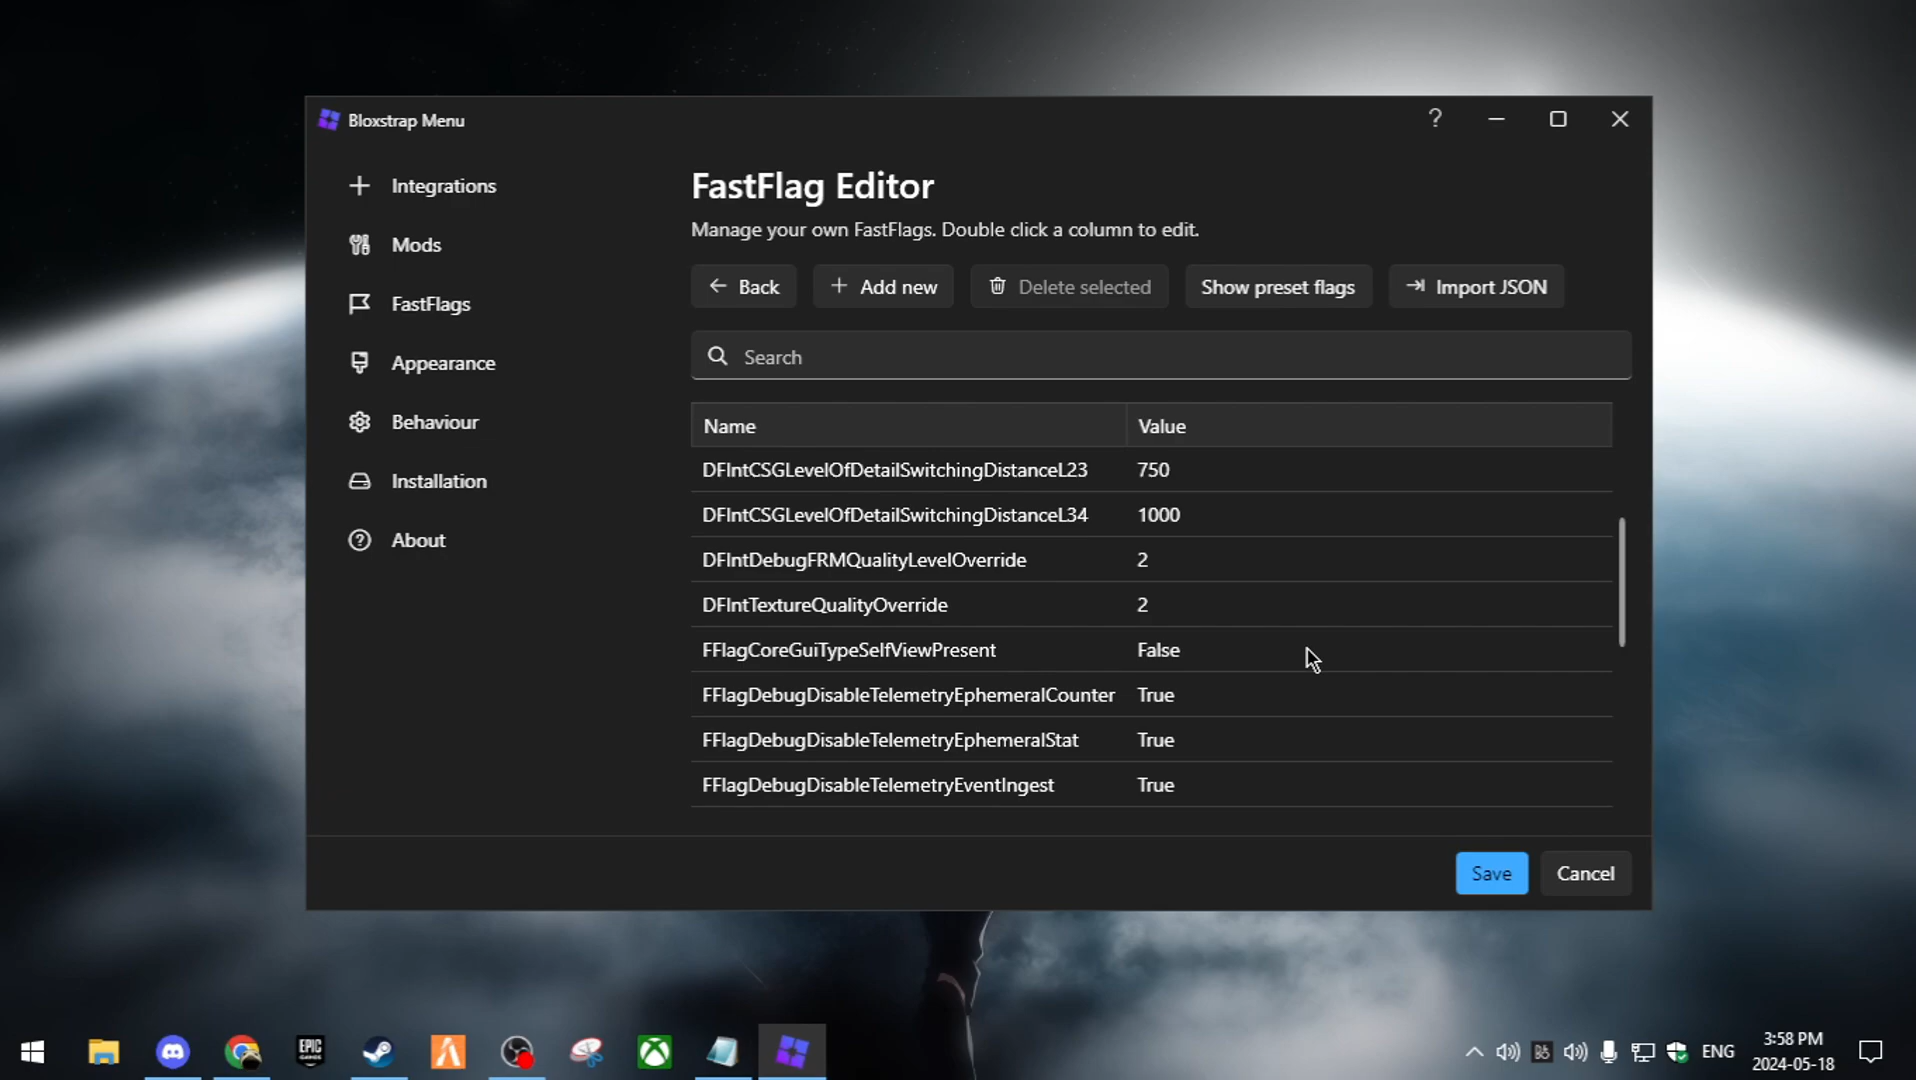 Bloxstrap Menu
?
Integrations
Mods
FastFlags
Appearance
Behaviour
Installation
About
FastFlag Editor
Manage your own FastFlags. Double click a column to edit.
Back
Add new
Delete selected
Show preset flags
Import JSON
Search
Name Value
DFIntCSGLevelOfDetailSwitchingDistanceL23 750
DFIntCSGLevelOfDetailSwitchingDistanceL34 1000
DFIntDebugFRMQualityLevelOverride 2
DFIntTextureQualityOverride 2
FFlagCoreGuiTypeSelfViewPresent False
FFlagDebugDisableTelemetryEphemeralCounter True
FFlagDebugDisableTelemetryEphemeralStat True
FFlagDebugDisableTelemetryEventIngest True
Save
Cancel
EPIC
GAMES
ENG
3:58 PM
2024-05-18